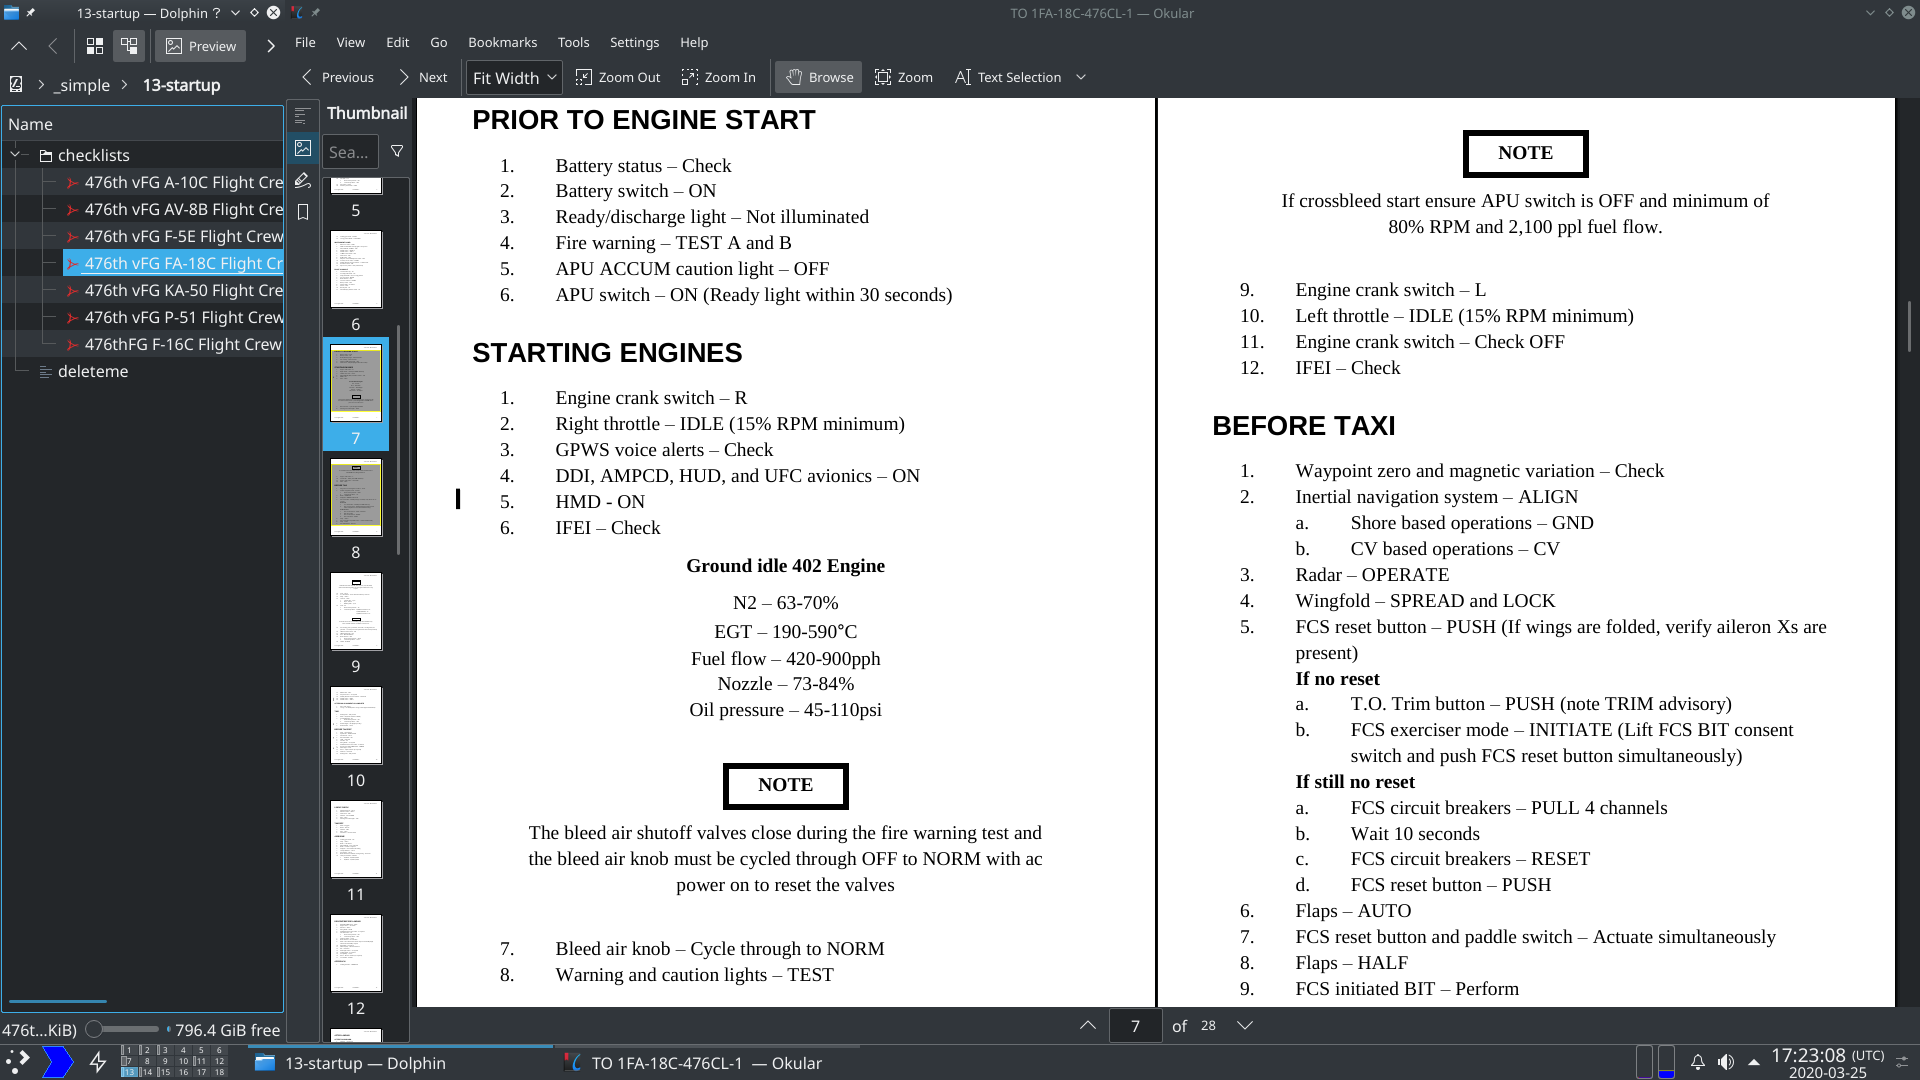 13-startup — Dolphin ?
TO 1FA-18C-476CL-1 — Okular
Preview
File View Edit Go Bookmarks Tools Settings Help
_simple
13-startup
Previous Next Fit Width Zoom Out Zoom In Browse Zoom Text Selection
Name
checklists
476th vFG A-10C Flight Cre
476th vFG AV-8B Flight Cre
476th vFG F-5E Flight Crew
476th vFG FA-18C Flight Cr
476th vFG KA-50 Flight Cre
476th vFG P-51 Flight Crew
476thFG F-16C Flight Crew
deleteme
476t...KiB)
796.4 GiB free
Thumbnail
Sea...
5
6
7
8
9
10
11
12
PRIOR TO ENGINE START
1. Battery status – Check
2. Battery switch – ON
3. Ready/discharge light – Not illuminated
4. Fire warning – TEST A and B
5. APU ACCUM caution light – OFF
6. APU switch – ON (Ready light within 30 seconds)
STARTING ENGINES
1. Engine crank switch – R
2. Right throttle – IDLE (15% RPM minimum)
3. GPWS voice alerts – Check
4. DDI, AMPCD, HUD, and UFC avionics – ON
5. HMD - ON
6. IFEI – Check
Ground idle 402 Engine
N2 – 63-70%
EGT – 190-590°C
Fuel flow – 420-900pph
Nozzle – 73-84%
Oil pressure – 45-110psi
NOTE
The bleed air shutoff valves close during the fire warning test and
the bleed air knob must be cycled through OFF to NORM with ac
power on to reset the valves
7. Bleed air knob – Cycle through to NORM
8. Warning and caution lights – TEST
NOTE
If crossbleed start ensure APU switch is OFF and minimum of
80% RPM and 2,100 ppl fuel flow.
9. Engine crank switch – L
10. Left throttle – IDLE (15% RPM minimum)
11. Engine crank switch – Check OFF
12. IFEI – Check
BEFORE TAXI
1. Waypoint zero and magnetic variation – Check
2. Inertial navigation system – ALIGN
a. Shore based operations – GND
b. CV based operations – CV
3. Radar – OPERATE
4. Wingfold – SPREAD and LOCK
5. FCS reset button – PUSH (If wings are folded, verify aileron Xs are
present)
If no reset
a. T.O. Trim button – PUSH (note TRIM advisory)
b. FCS exerciser mode – INITIATE (Lift FCS BIT consent
switch and push FCS reset button simultaneously)
If still no reset
a. FCS circuit breakers – PULL 4 channels
b. Wait 10 seconds
c. FCS circuit breakers – RESET
d. FCS reset button – PUSH
6. Flaps – AUTO
7. FCS reset button and paddle switch – Actuate simultaneously
8. Flaps – HALF
9. FCS initiated BIT – Perform
7 of 28
1 2 3 4 5 6
7 8 9 10 11 12
13 14 15 16 17 18
13-startup — Dolphin
TO 1FA-18C-476CL-1 — Okular
17:23:08 (UTC)
2020-03-25